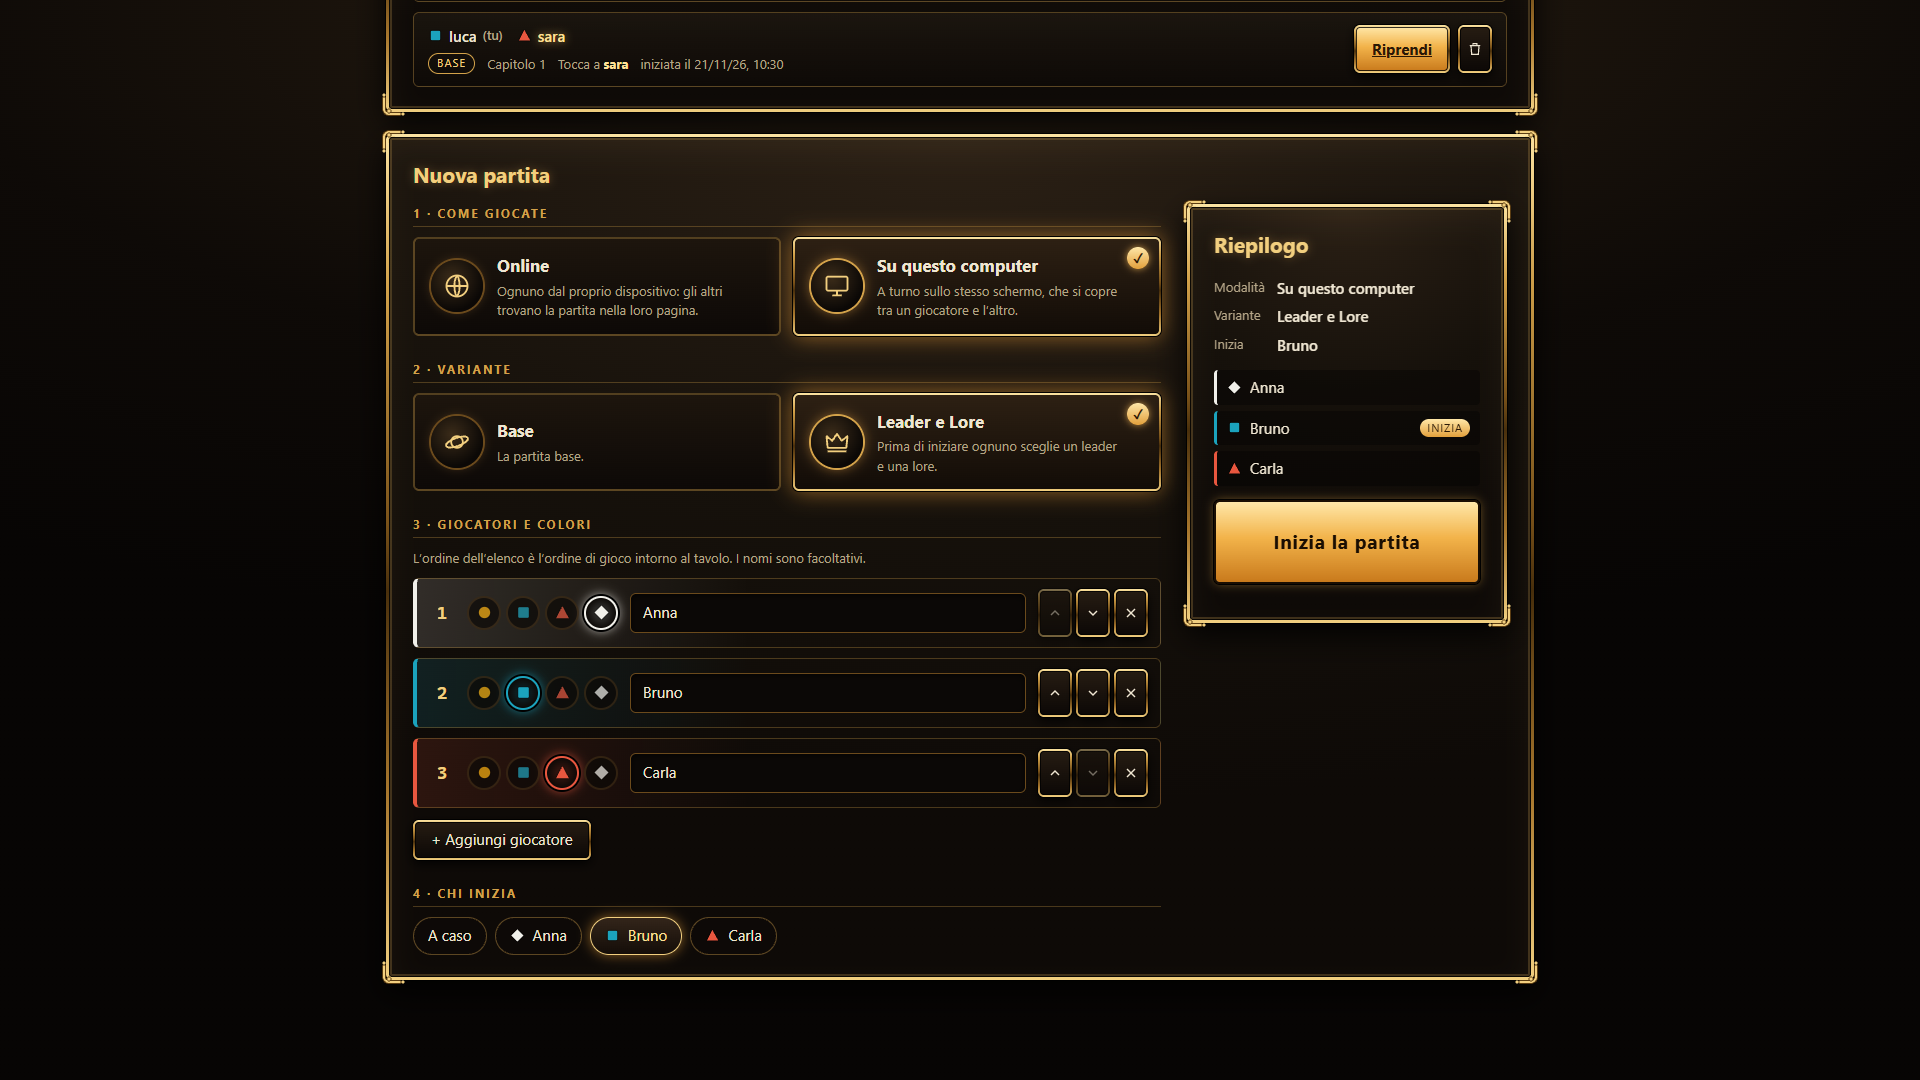 luca (tu) sara
BASE Capitolo 1 Tocca a sara iniziata il 21/11/26, 10:30
Riprendi
Nuova partita
1 · COME GIOCATE
Online
Ognuno dal proprio dispositivo: gli altri
trovano la partita nella loro pagina.
Su questo computer
A turno sullo stesso schermo, che si copre
tra un giocatore e l'altro.
2 · VARIANTE
Base
La partita base.
Leader e Lore
Prima di iniziare ognuno sceglie un leader
e una lore.
3 · GIOCATORI E COLORI
L'ordine dell'elenco è l'ordine di gioco intorno al tavolo. I nomi sono facoltativi.
1 Anna
2 Bruno
3 Carla
+ Aggiungi giocatore
4 · CHI INIZIA
A caso Anna Bruno Carla
Riepilogo
Modalità Su questo computer
Variante Leader e Lore
Inizia Bruno
Anna
Bruno INIZIA
Carla
Inizia la partita